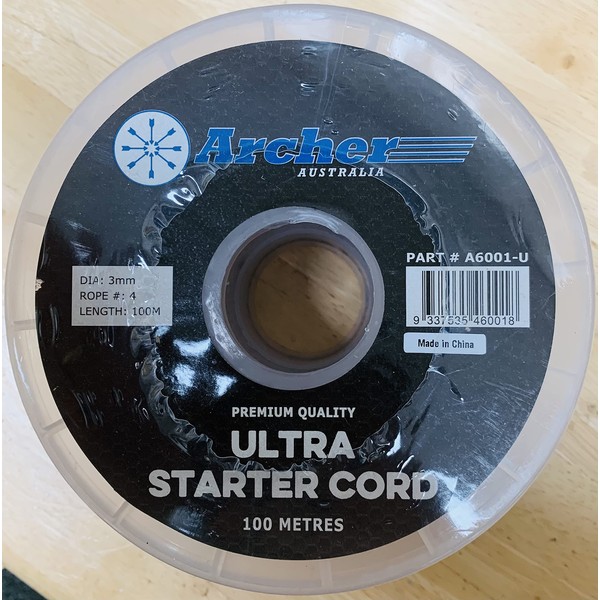 Archer
AUSTRALIA
PART # A6001-U
DIA: 3mm
ROPE #: 4
LENGTH: 100M
9 337535 460018
Made in China
PREMIUM QUALITY
ULTRA
STARTER CORD
100 METRES